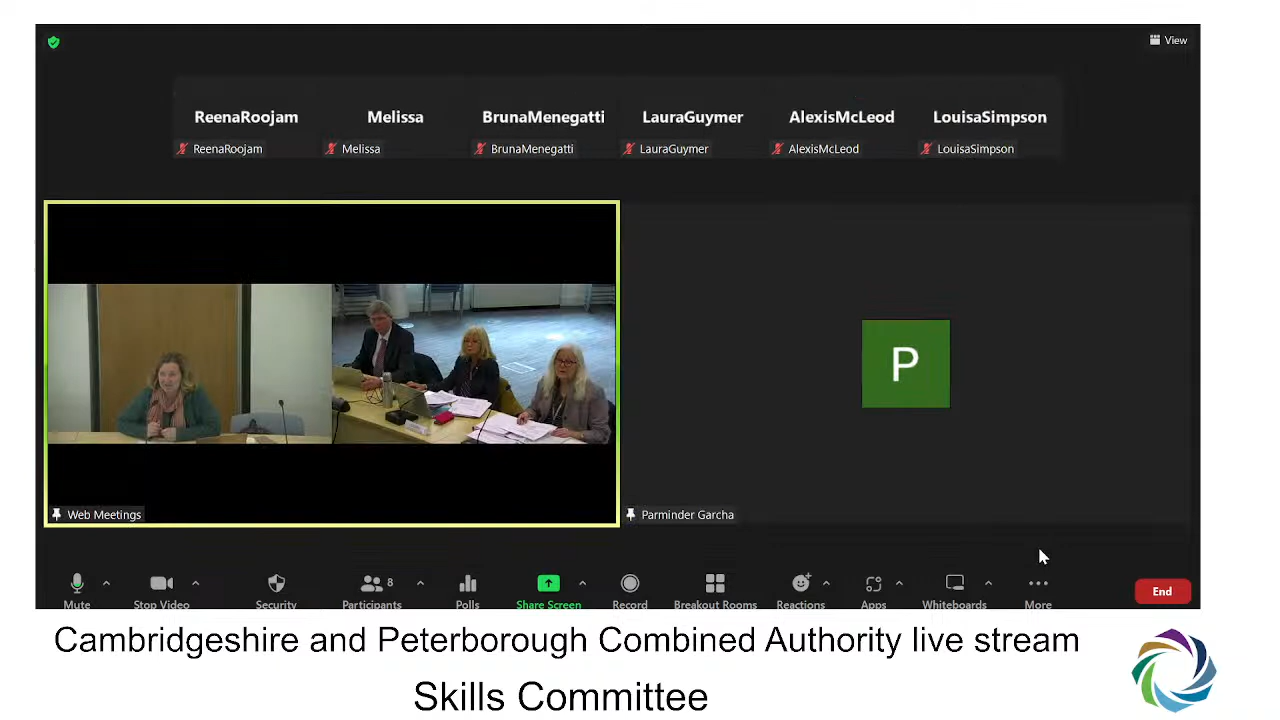 View
ReenaRoojam Melissa BrunaMenegatti LauraGuymer AlexisMcLeod LouisaSimpson
ReenaRoojam Melissa BrunaMenegatti LauraGuymer AlexisMcLeod LouisaSimpson
P
Web Meetings Parminder Garcha
8
Mute Stop Video Security Participants Polls Share Screen Record Breakout Rooms Reactions Apps Whiteboards More End
Cambridgeshire and Peterborough Combined Authority live stream
Skills Committee